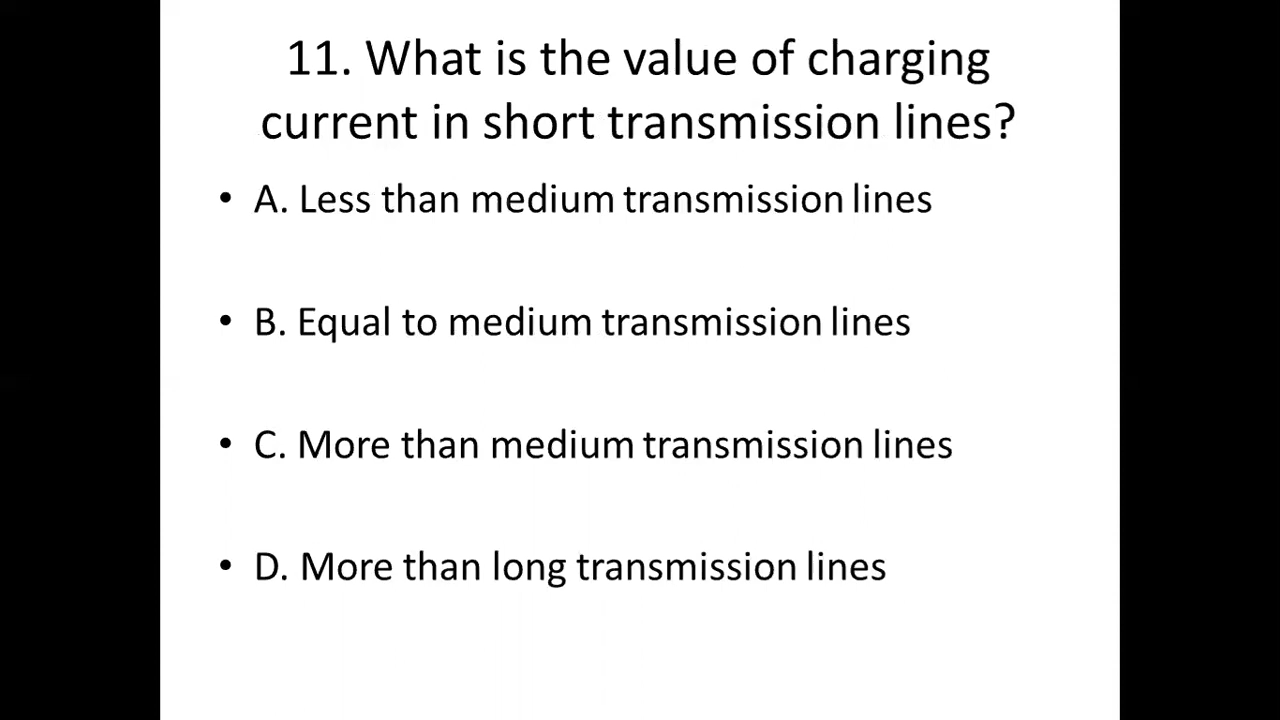 11. What is the value of charging
current in short transmission lines?
• A. Less than medium transmission lines
• B. Equal to medium transmission lines
• C. More than medium transmission lines
• D. More than long transmission lines